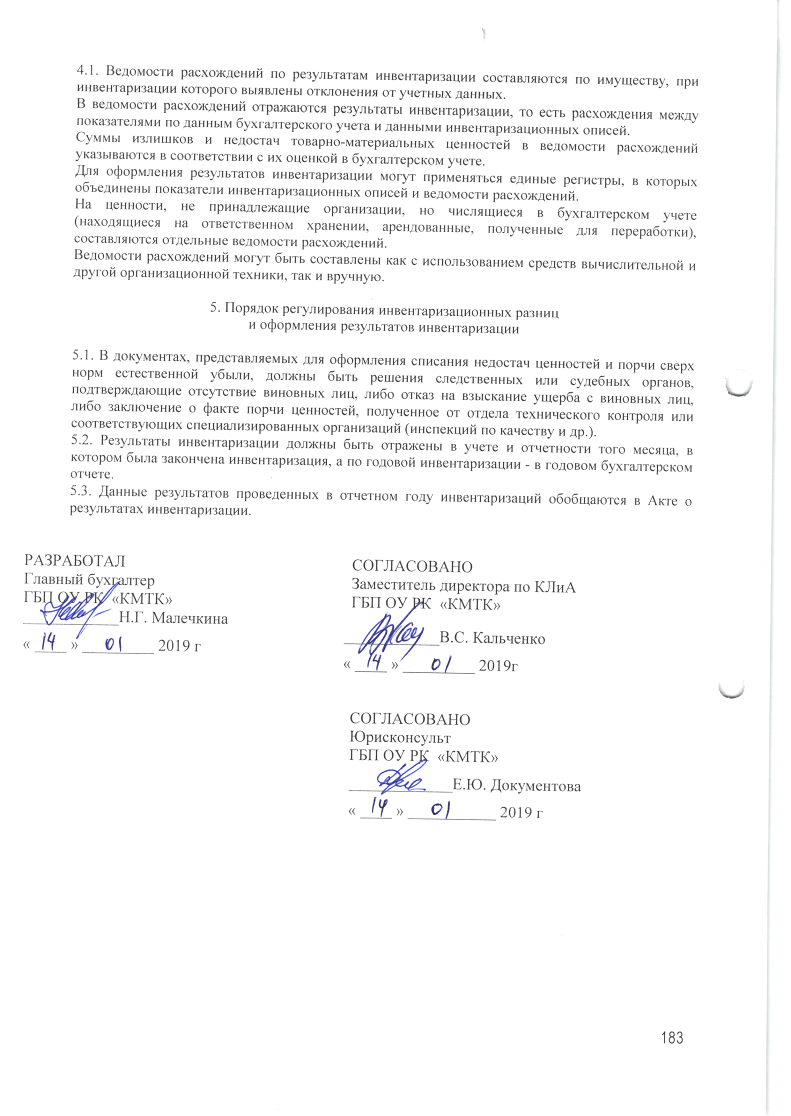 4.1. Ведомости расхождений по результатам инвентаризации составляются по имуществу, при
инвентаризации которого выявлены отклонения от учетных данных.
В ведомости расхождений отражаются результаты инвентаризации, то есть расхождения между
показателями по данным бухгалтерского учета и данными инвентаризационных описей.
Суммы излишков и недостач товарно-материальных ценностей в ведомости расхождений
указываются в соответствии с их оценкой в бухгалтерском учете.
Для оформления результатов инвентаризации могут применяться единые регистры, в которых
объединены показатели инвентаризационных описей и ведомости расхождений.
На ценности, не принадлежащие организации, но числящиеся в бухгалтерском учете
(находящиеся на ответственном хранении, арендованные, полученные для переработки),
составляются отдельные ведомости расхождений.
Ведомости расхождений могут быть составлены как с использованием средств вычислительной и
другой организационной техники, так и вручную.
5. Порядок регулирования инвентаризационных разниц
и оформления результатов инвентаризации
5.1. В документах, представляемых для оформления списания недостач ценностей и порчи сверх
норм естественной убыли, должны быть решения следственных или судебных органов,
подтверждающие отсутствие виновных лиц, либо отказ на взыскание ущерба с виновных лиц,
либо заключение о факте порчи ценностей, полученное от отдела технического контроля или
соответствующих специализированных организаций (инспекций по качеству и др.).
5.2. Результаты инвентаризации должны быть отражены в учете и отчетности того месяца, в
котором была закончена инвентаризация, а по годовой инвентаризации - в годовом бухгалтерском
отчете.
5.3. Данные результатов проведенных в отчетном году инвентаризаций обобщаются в Акте о
результатах инвентаризации.
РАЗРАБОТАЛ
Главный бухгалтер
ГБП ОУ РК «КМТК»
____________Н.Г. Малечкина
« 14 » 01 2019 г
СОГЛАСОВАНО
Заместитель директора по КЛиА
ГБП ОУ РК «КМТК»
____________В.С. Кальченко
« 14 » 01 2019г
СОГЛАСОВАНО
Юрисконсульт
ГБП ОУ РК «КМТК»
_____________Е.Ю. Документова
« 14 » 01 2019 г
183